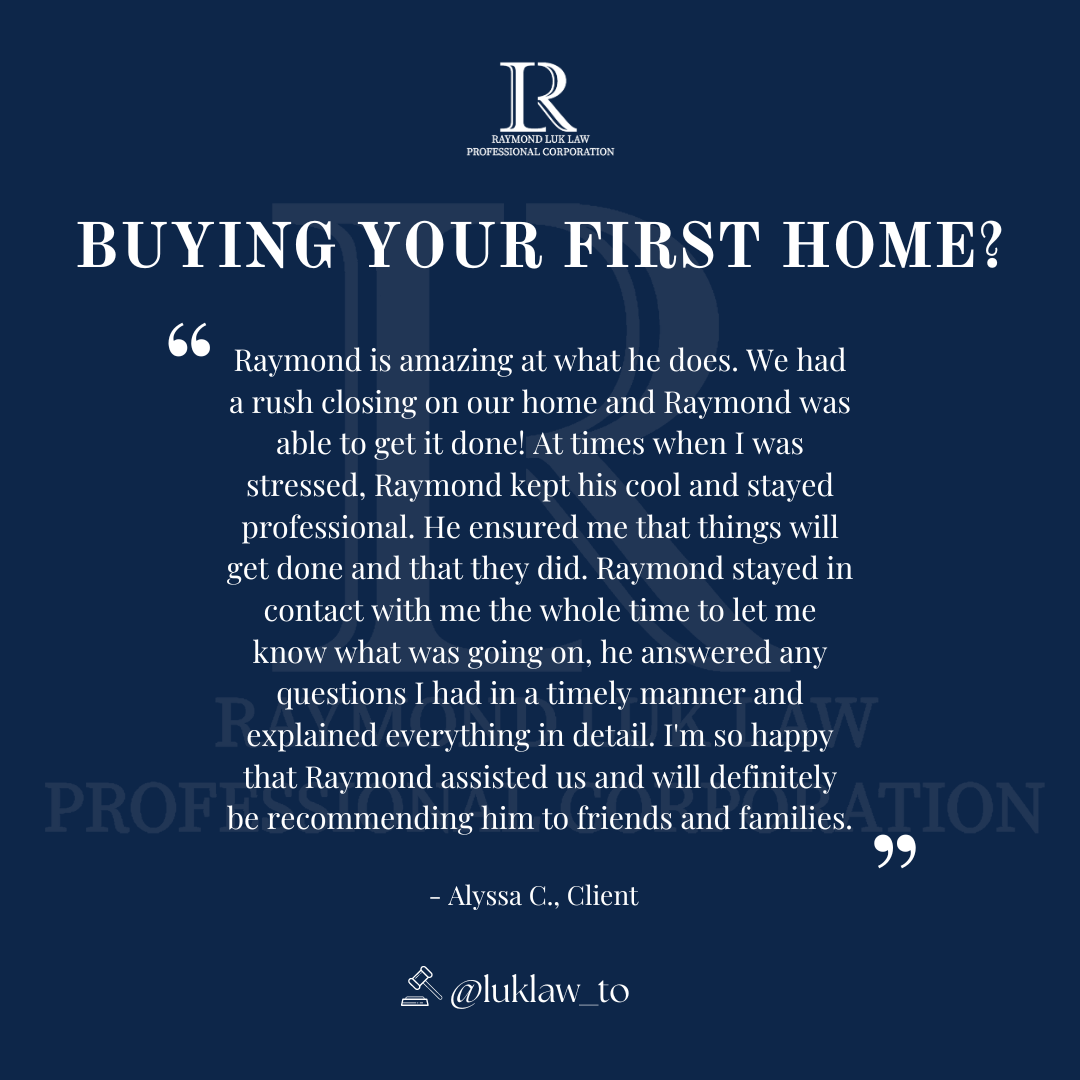 R
RAYMOND LUK LAW
PROFESSIONAL CORPORATION
BUYING YOUR FIRST HOME?
“ Raymond is amazing at what he does. We had
a rush closing on our home and Raymond was
able to get it done! At times when I was
stressed, Raymond kept his cool and stayed
professional. He ensured me that things will
get done and that they did. Raymond stayed in
contact with me the whole time to let me
know what was going on, he answered any
questions I had in a timely manner and
explained everything in detail. I'm so happy
that Raymond assisted us and will definitely
be recommending him to friends and families. ”
- Alyssa C., Client
@luklaw_to
R
RAYMOND LUK LAW
PROFESSIONAL CORPORATION